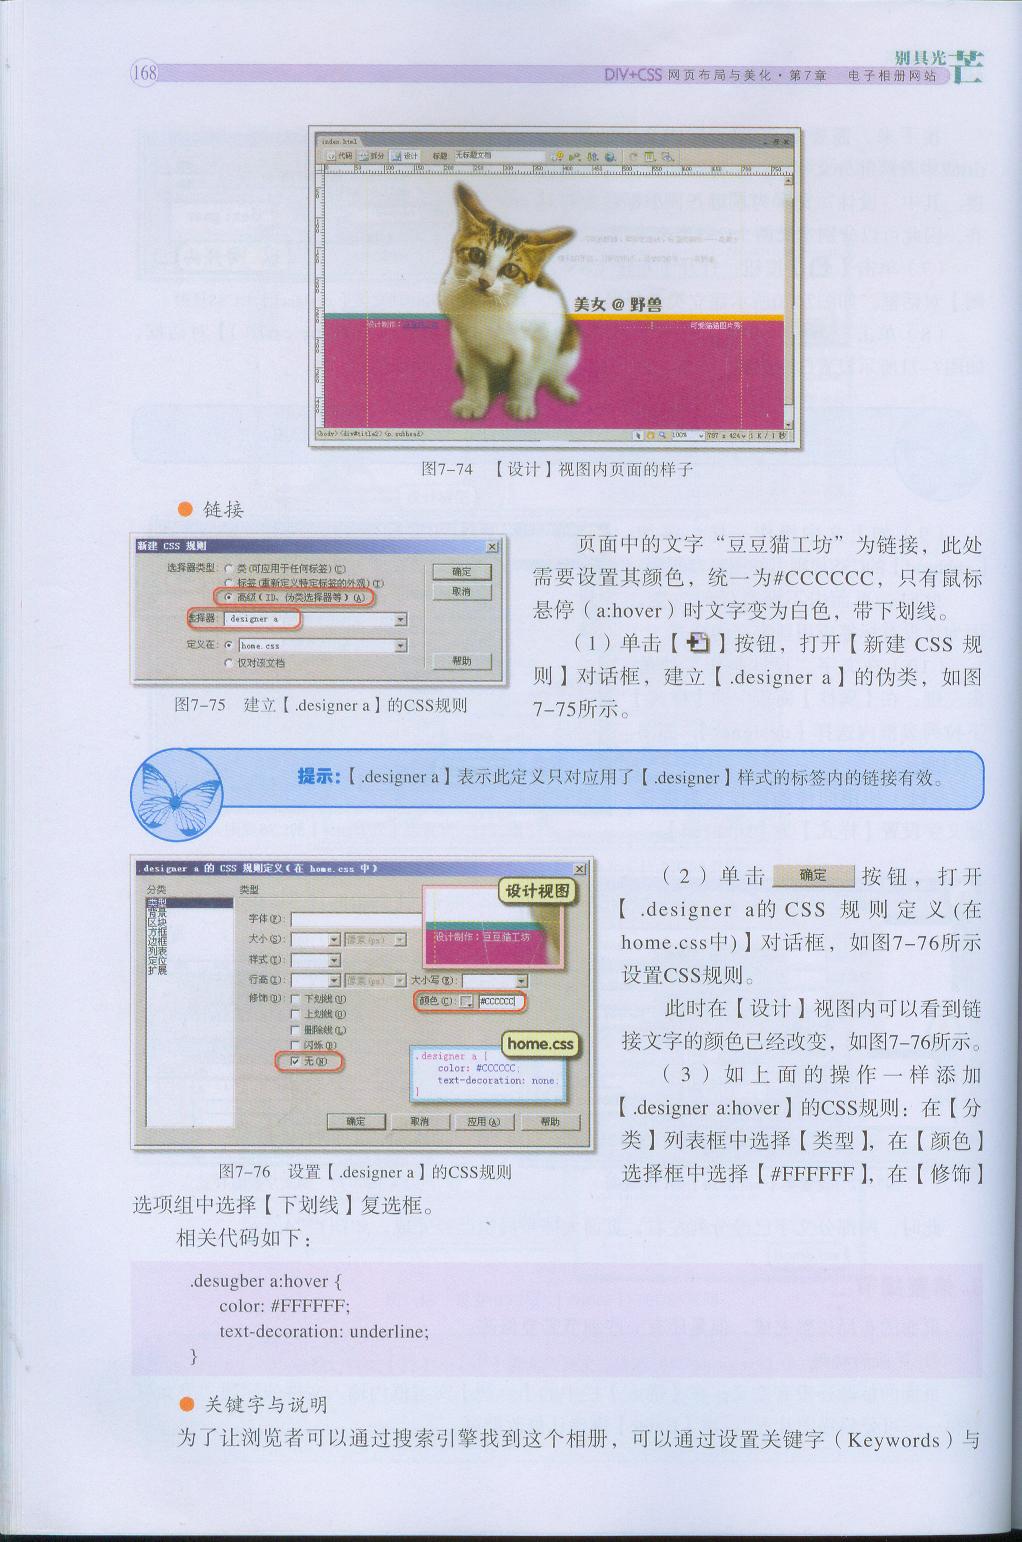 168
别具光芒
DIV+CSS 网页布局与美化·第7章 电子相册网站
index.html
代码 拆分 设计 标题: 无标题文档
美女 @ 野兽
设计制作：豆豆猫工坊
可爱猫猫图片秀
<body> <div#title2> <p.subhead>
100% 787 x 424 1 K / 1 秒
图7-74 【设计】视图内页面的样子
链接
新建 CSS 规则
选择器类型: 类(可应用于任何标签)(C)
标签(重新定义特定标签的外观)(T)
高级(ID、伪类选择器等)(A)
选择器: .designer a
定义在: home.css
仅对该文档
确定
取消
帮助
图7-75 建立【.designer a】的CSS规则
页面中的文字“豆豆猫工坊”为链接，此处
需要设置其颜色，统一为#CCCCCC，只有鼠标
悬停（a:hover）时文字变为白色，带下划线。
（1）单击【】按钮，打开【新建 CSS 规
则】对话框，建立【.designer a】的伪类，如图
7-75所示。
提示:【.designer a】表示此定义只对应用了【.designer】样式的标签内的链接有效。
.designer a 的 CSS 规则定义(在 home.css 中)
分类
类型
背景
区块
方框
边框
列表
定位
扩展
类型
字体(F):
大小(S): 像素(px)
样式(T):
行高(I): 像素(px) 大小写(R):
修饰(D): 下划线(U) 颜色(C): #CCCCCC
上划线(O)
删除线(L)
闪烁(B)
无(N)
设计视图
设计制作：豆豆猫工坊
home.css
.designer a {
color: #CCCCCC;
text-decoration: none;
}
确定 取消 应用(A) 帮助
图7-76 设置【.designer a】的CSS规则
（2）单击 确定 按钮，打开
【.designer a的 CSS 规则定义(在
home.css中)】对话框，如图7-76所示
设置CSS规则。
此时在【设计】视图内可以看到链
接文字的颜色已经改变，如图7-76所示。
（3）如上面的操作一样添加
【.designer a:hover】的CSS规则：在【分
类】列表框中选择【类型】，在【颜色】
选择框中选择【#FFFFFF】，在【修饰】
选项组中选择【下划线】复选框。
相关代码如下：
.desugber a:hover {
color: #FFFFFF;
text-decoration: underline;
}
关键字与说明
为了让浏览者可以通过搜索引擎找到这个相册，可以通过设置关键字（Keywords）与